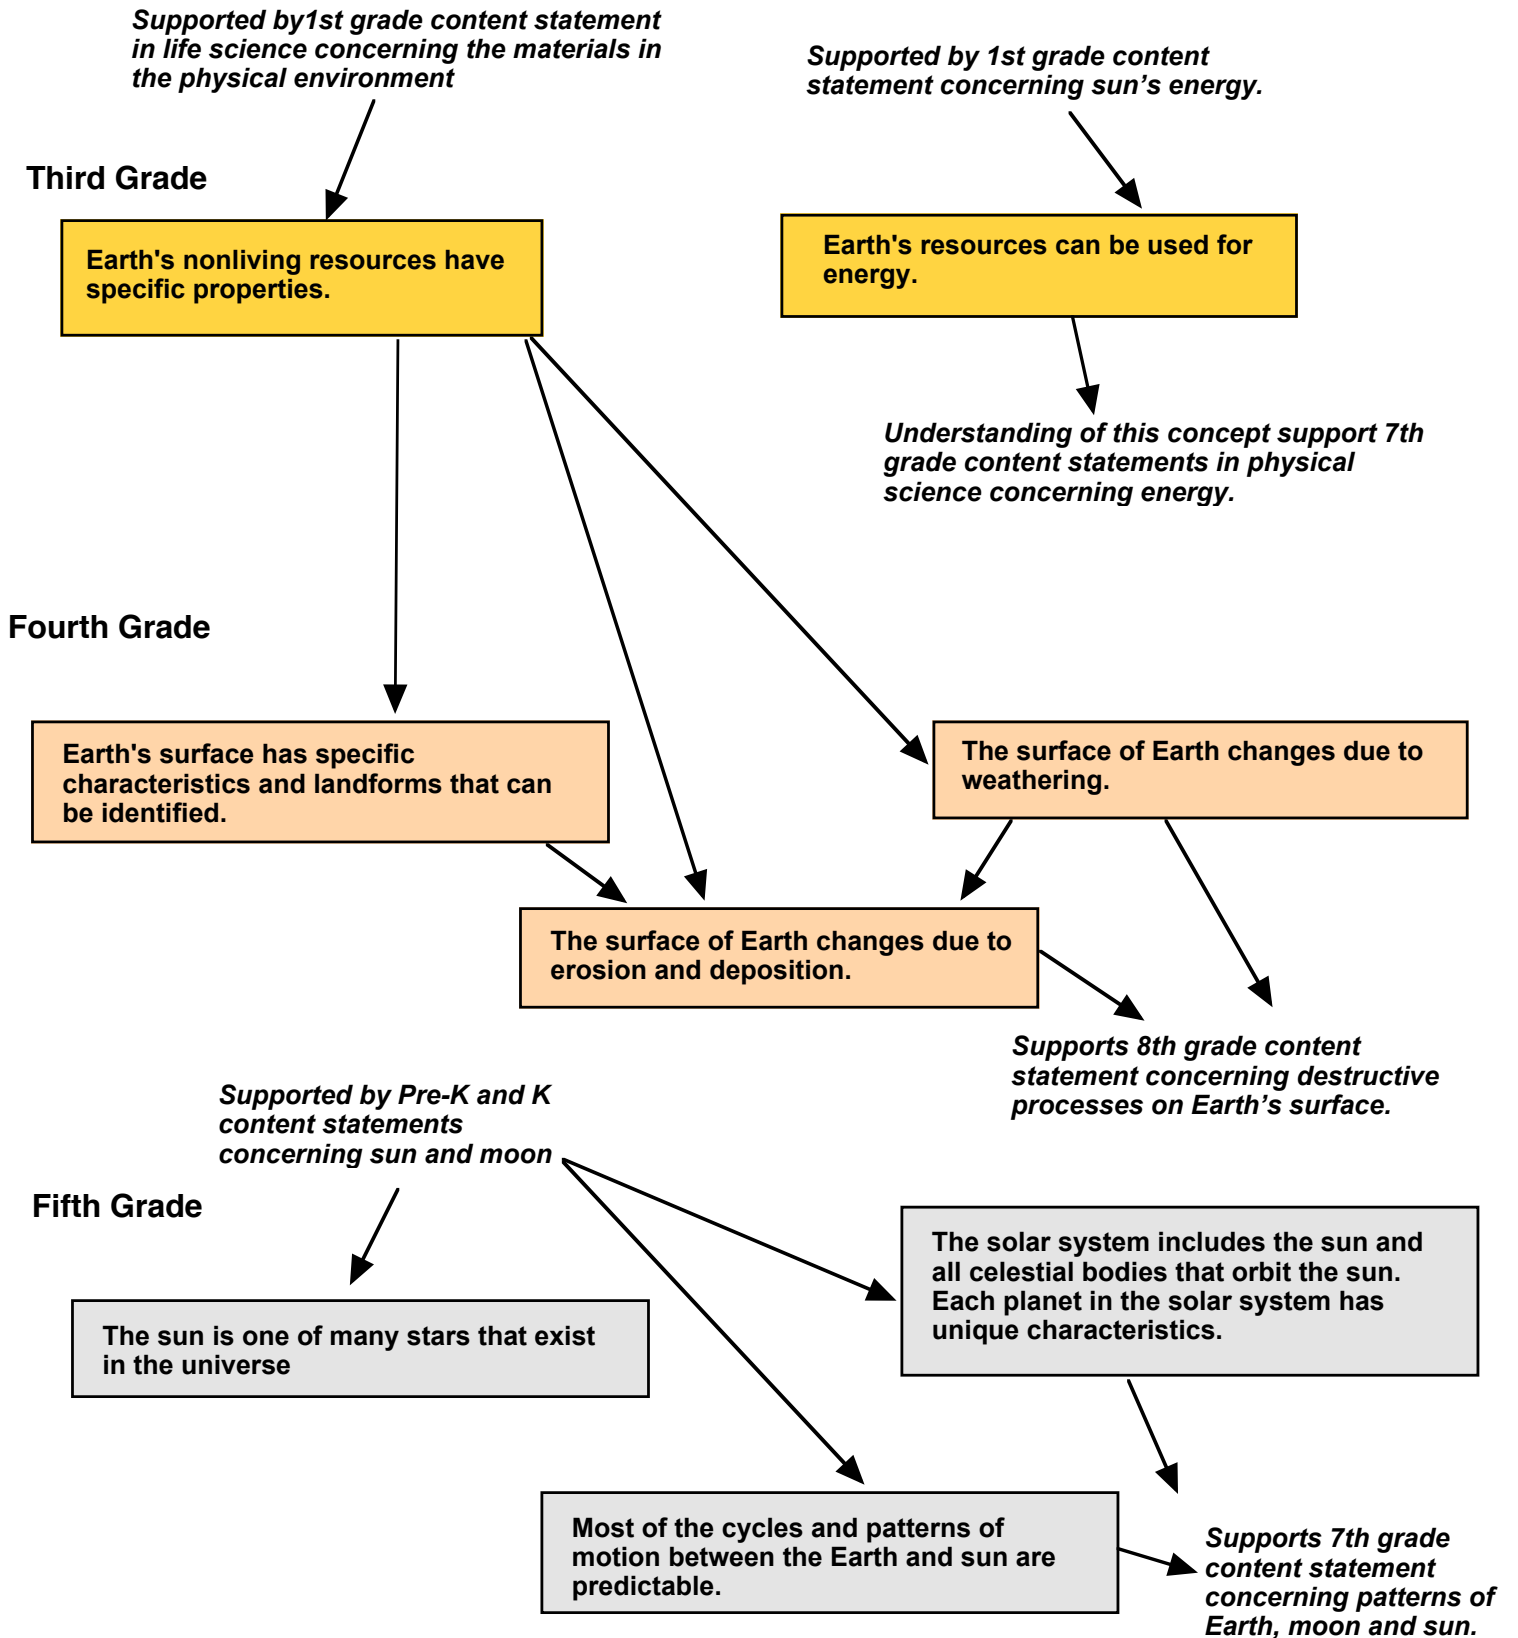 Supported by1st grade content statement
in life science concerning the materials in
the physical environment
Supported by 1st grade content
statement concerning sun’s energy.
Third Grade
Earth's nonliving resources have
specific properties.
Earth's resources can be used for
energy.
Understanding of this concept support 7th
grade content statements in physical
science concerning energy.
Fourth Grade
Earth's surface has specific
characteristics and landforms that can
be identified.
The surface of Earth changes due to
weathering.
The surface of Earth changes due to
erosion and deposition.
Supports 8th grade content
statement concerning destructive
processes on Earth’s surface.
Supported by Pre-K and K
content statements
concerning sun and moon
Fifth Grade
The solar system includes the sun and
all celestial bodies that orbit the sun.
Each planet in the solar system has
unique characteristics.
The sun is one of many stars that exist
in the universe
Most of the cycles and patterns of
motion between the Earth and sun are
predictable.
Supports 7th grade
content statement
concerning patterns of
Earth, moon and sun.